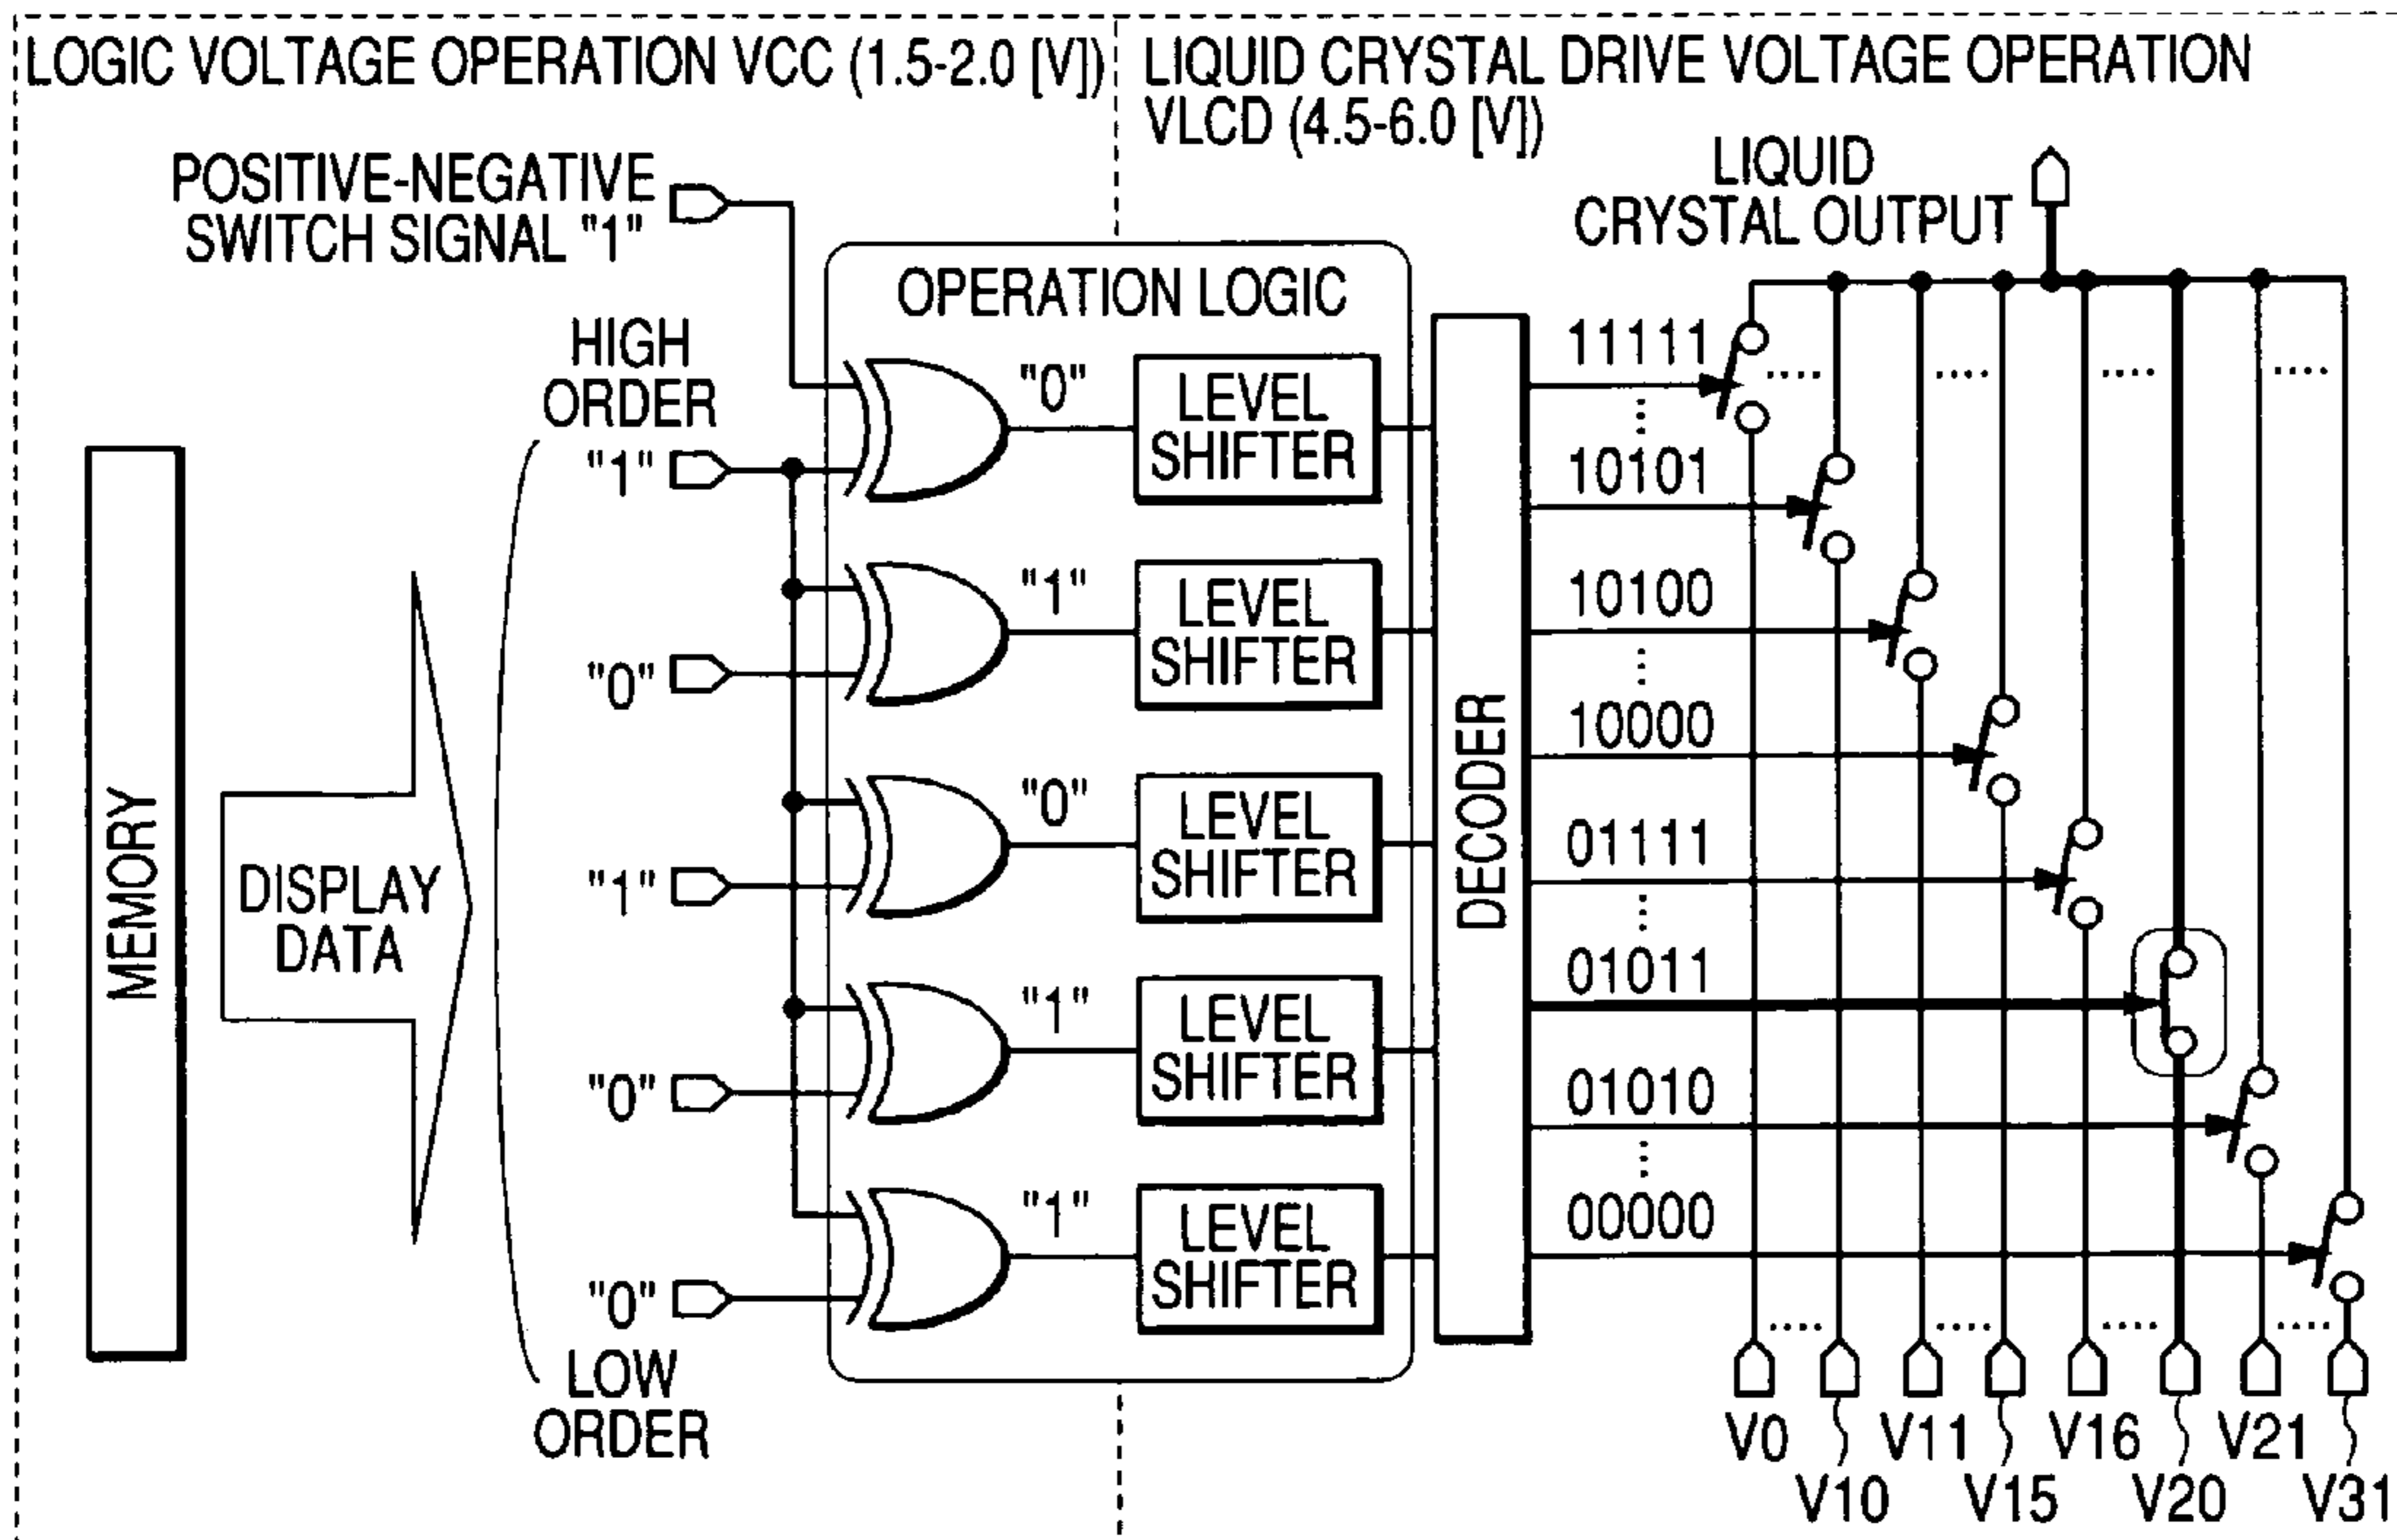 LOGIC VOLTAGE OPERATION VCC (1.5-2.0 [V])
LIQUID CRYSTAL DRIVE VOLTAGE OPERATION
VLCD (4.5-6.0 [V])
POSITIVE-NEGATIVE
SWITCH SIGNAL "1"
LIQUID
CRYSTAL OUTPUT
OPERATION LOGIC
HIGH
ORDER
"1"
"0"
"1"
"0"
"0"
LOW
ORDER
MEMORY
DISPLAY
DATA
"0"
LEVEL
SHIFTER
"1"
LEVEL
SHIFTER
"0"
LEVEL
SHIFTER
"1"
LEVEL
SHIFTER
"1"
LEVEL
SHIFTER
DECODER
11111
10101
10100
10000
01111
01011
01010
00000
V0
V10
V11
V15
V16
V20
V21
V31